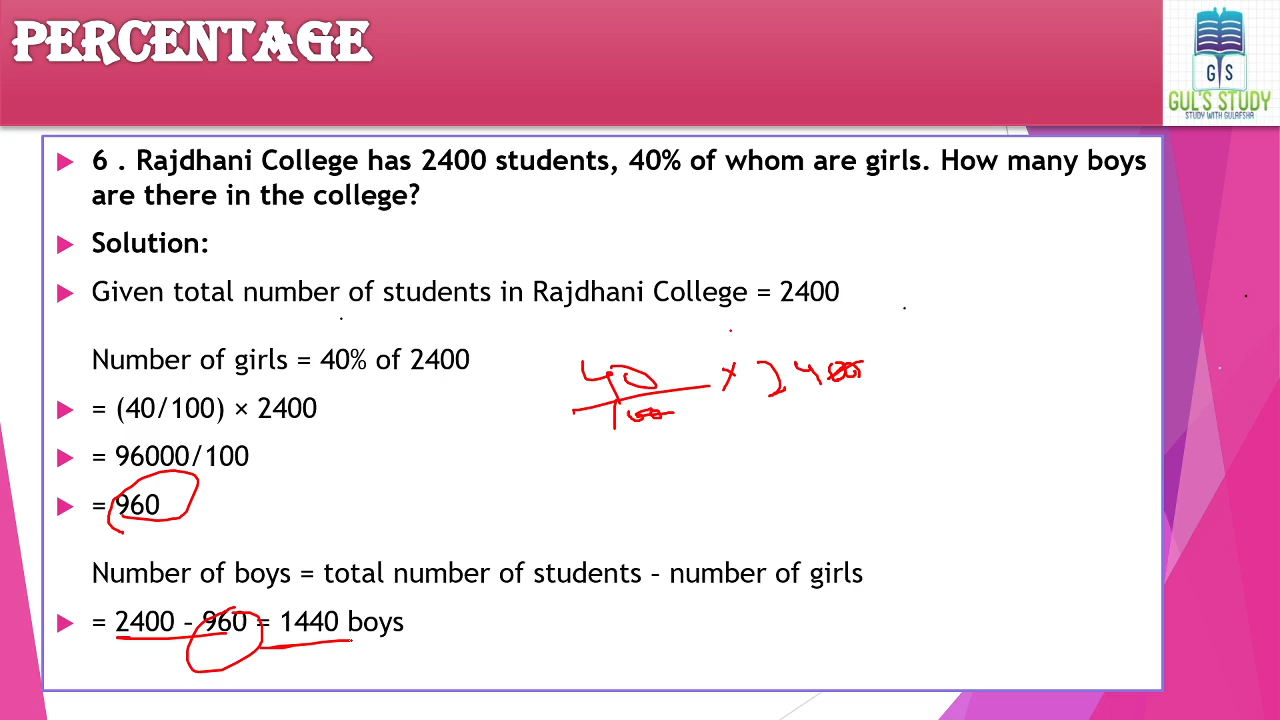 PERCENTAGE
G S
GUL'S STUDY
STUDY WITH GULAFSHA
6 . Rajdhani College has 2400 students, 40% of whom are girls. How many boys
are there in the college?
Solution:
Given total number of students in Rajdhani College = 2400
Number of girls = 40% of 2400
= (40/100) × 2400
= 96000/100
= 960
40
100
× 2400
Number of boys = total number of students – number of girls
= 2400 – 960 = 1440 boys